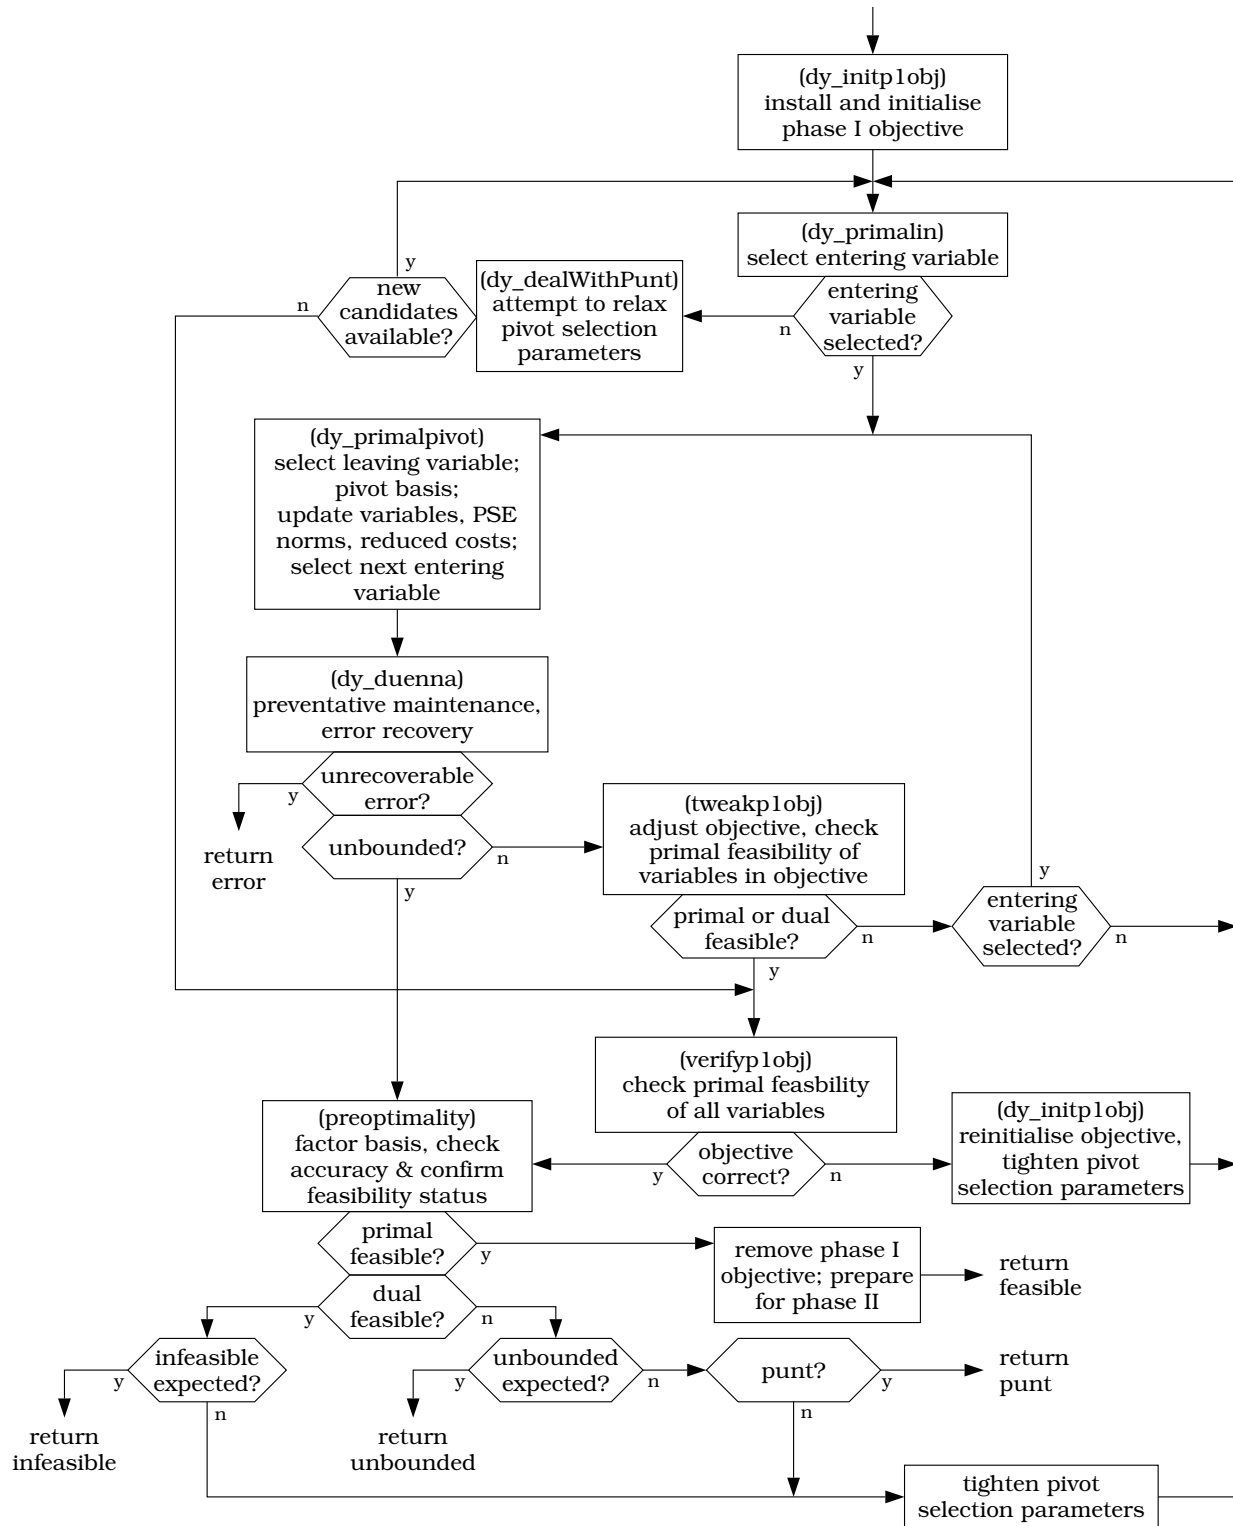 (dy_initp1obj)
install and initialise
phase I objective
(dy_primalin)
select entering variable
entering
variable
selected?
n
y
(dy_dealWithPunt)
attempt to relax
pivot selection
parameters
new
candidates
available?
y
n
(dy_primalpivot)
select leaving variable;
pivot basis;
update variables, PSE
norms, reduced costs;
select next entering
variable
(dy_duenna)
preventative maintenance,
error recovery
unrecoverable
error?
y
return
error
unbounded?
n
y
(tweakp1obj)
adjust objective, check
primal feasibility of
variables in objective
primal or dual
feasible?
n
y
entering
variable
selected?
y
n
(verifyp1obj)
check primal feasbility
of all variables
objective
correct?
y
n
(dy_initp1obj)
reinitialise objective,
tighten pivot
selection parameters
(preoptimality)
factor basis, check
accuracy & confirm
feasibility status
primal
feasible?
y
remove phase I
objective; prepare
for phase II
return
feasible
dual
feasible?
y
n
infeasible
expected?
y
n
return
infeasible
unbounded
expected?
y
n
return
unbounded
punt?
y
n
return
punt
tighten pivot
selection parameters